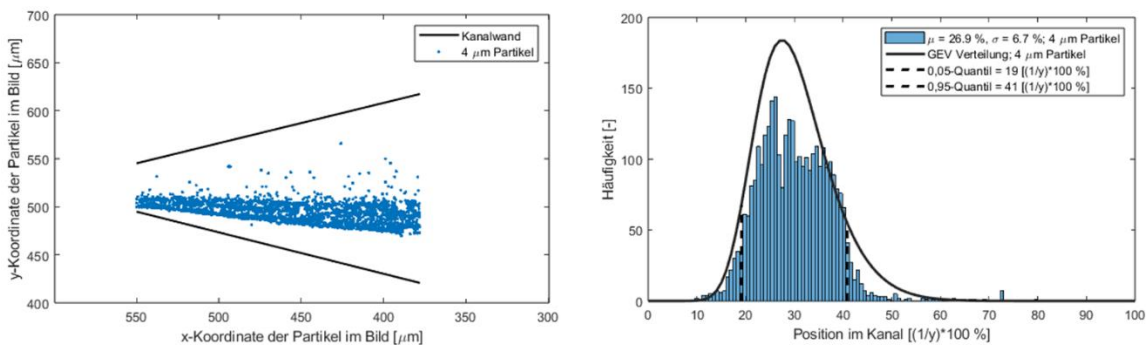 700
650
600
550
500
450
400
550
500
450
400
350
300
y-Koordinate der Partikel im Bild [μm]
x-Koordinate der Partikel im Bild [μm]
Kanalwand
4 μm Partikel
200
150
100
50
0
0
10
20
30
40
50
60
70
80
90
100
Häufigkeit [-]
Position im Kanal [(1/y)*100 %]
μ = 26.9 %, σ = 6.7 %; 4 μm Partikel
GEV Verteilung; 4 μm Partikel
0,05-Quantil = 19 [(1/y)*100 %]
0,95-Quantil = 41 [(1/y)*100 %]